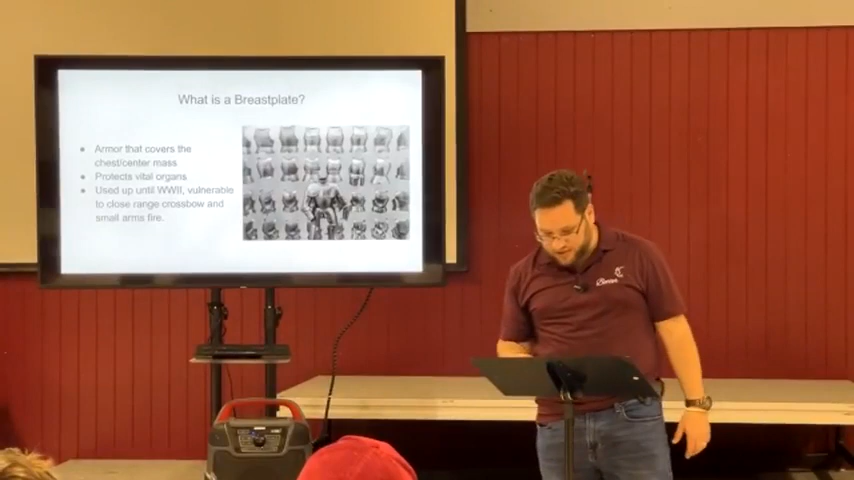 What is a Breastplate?
● Armor that covers the
chest/center mass
● Protects vital organs
● Used up until WWII, vulnerable
to close range crossbow and
small arms fire.